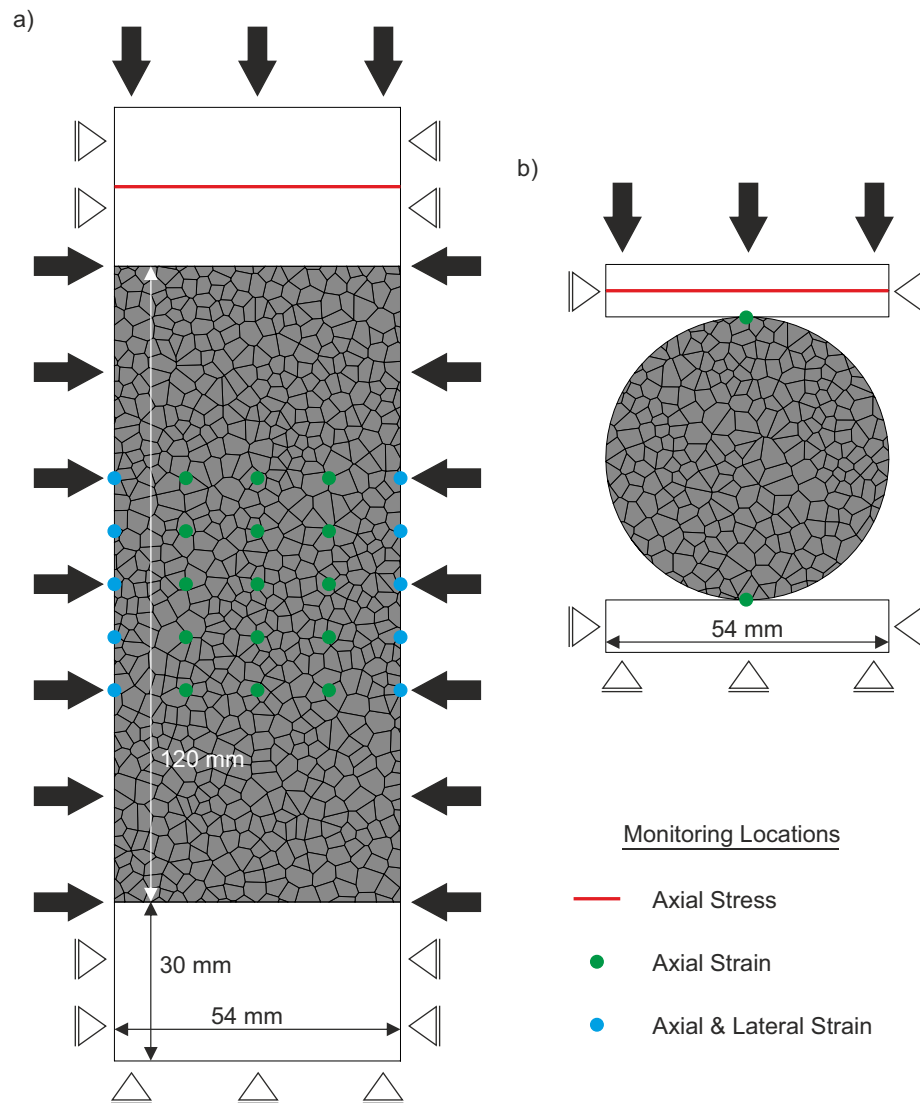 a)
b)
120 mm
30 mm
54 mm
54 mm
Monitoring Locations
Axial Stress
Axial Strain
Axial & Lateral Strain